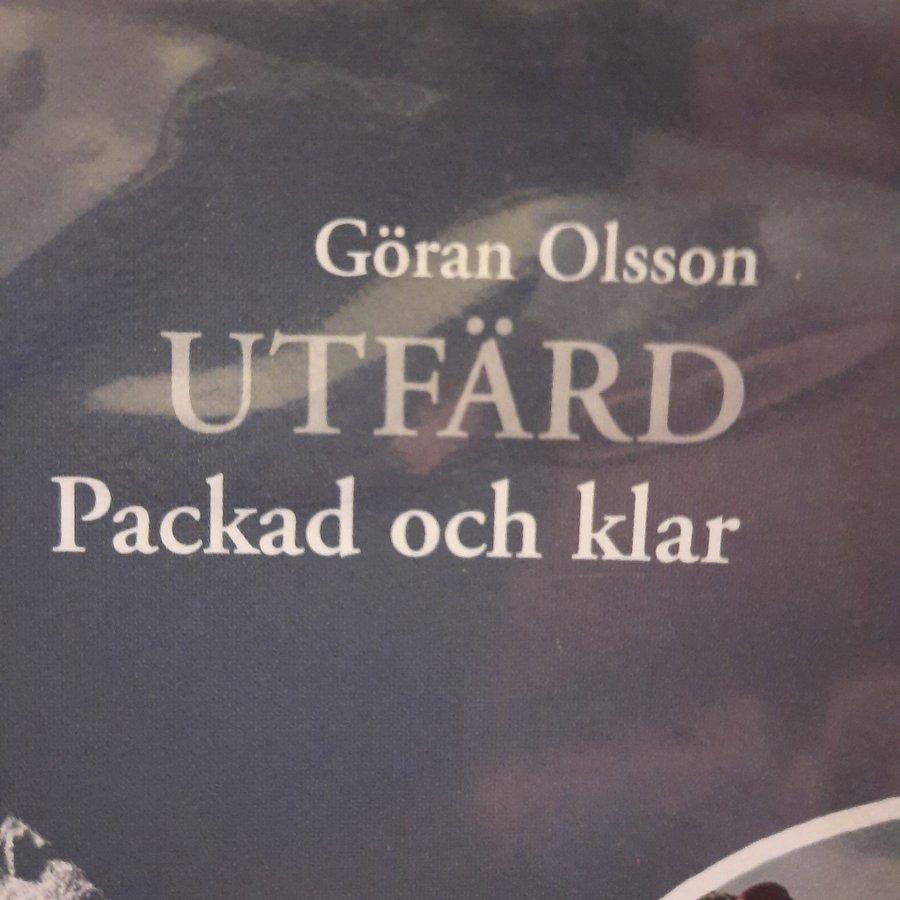 Göran Olsson
UTFÄRD
Packad och klar